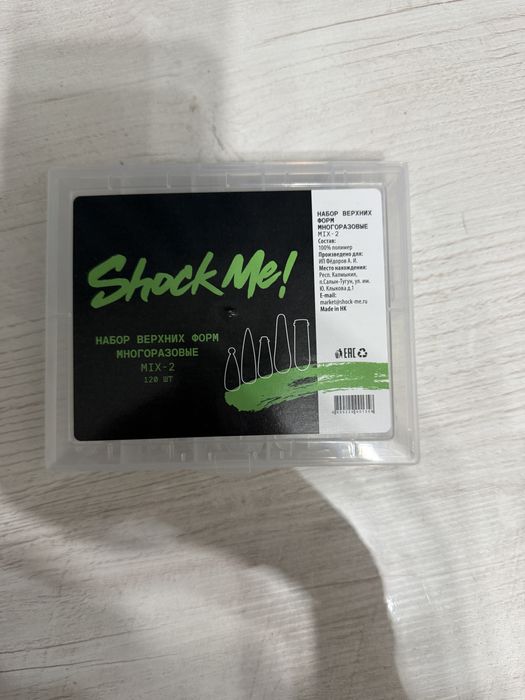 Shock Me!
НАБОР ВЕРХНИХ ФОРМ
МНОГОРАЗОВЫЕ
MIX-2
120 ШТ
НАБОР ВЕРХНИХ
ФОРМ
МНОГОРАЗОВЫЕ
MIX-2
Состав:
100% полимер
Произведено для:
ИП Фёдоров А. И.
Место нахождения:
Респ. Калмыкия,
п.Салын-Тугун, ул. им.
Ю. Клыкова д.1
E-mail:
market@shock-me.ru
Made in HK
EAC